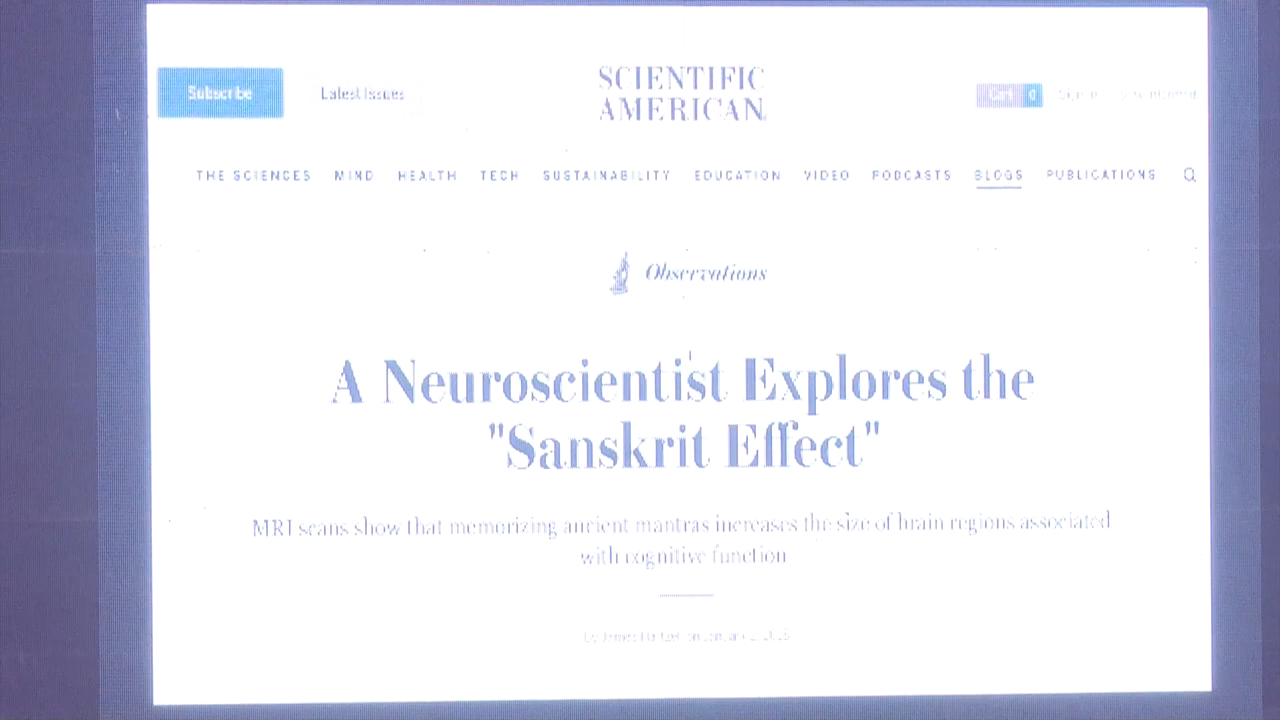 Subscribe
Latest Issues
SCIENTIFIC
AMERICAN
Cart 0
THE SCIENCES MIND HEALTH TECH SUSTAINABILITY EDUCATION VIDEO PODCASTS BLOGS PUBLICATIONS
Observations
A Neuroscientist Explores the
"Sanskrit Effect"
MRI scans show that memorizing ancient mantras increases the size of brain regions associated
with cognitive function